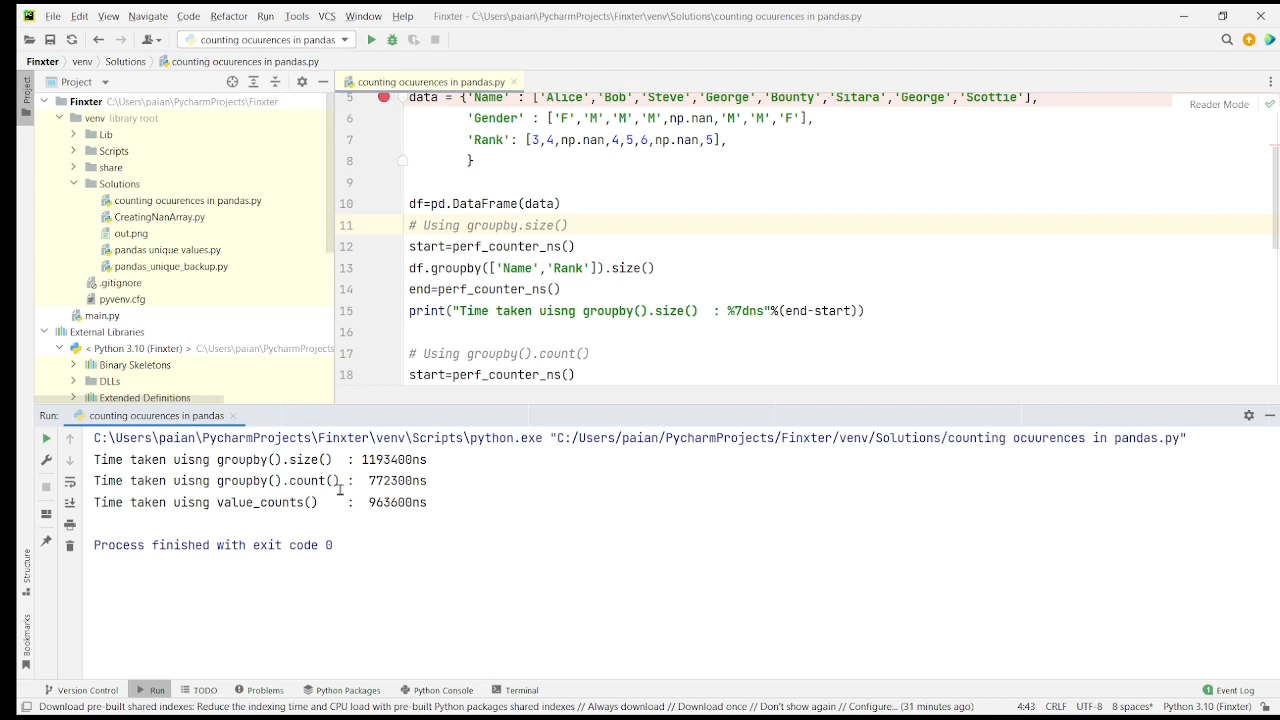 File Edit View Navigate Code Refactor Run Tools VCS Window Help Finxter - C:\Users\paian\PycharmProjects\Finxter\venv\Solutions\counting ocuurences in pandas.py
counting ocuurences in pandas
Finxter venv Solutions counting ocuurences in pandas.py
Project
Project
counting ocuurences in pandas.py
Reader Mode
Finxter C:\Users\paian\PycharmProjects\Finxter
venv library root
Lib
Scripts
share
Solutions
counting ocuurences in pandas.py
CreatingNanArray.py
out.png
pandas unique values.py
pandas_unique_backup.py
.gitignore
pyvenv.cfg
main.py
External Libraries
< Python 3.10 (Finxter) > C:\Users\paian\PycharmProjects
Binary Skeletons
DLLs
Extended Definitions
5 data = {'Name' : ['Alice','Bob','Steve','George','Bounty','Sitara','George','Scottie'],
6 'Gender' : ['F','M','M','M',np.nan,'M','M','F'],
7 'Rank': [3,4,np.nan,4,5,6,np.nan,5],
8 }
9
10 df=pd.DataFrame(data)
11 # Using groupby.size()
12 start=perf_counter_ns()
13 df.groupby(['Name','Rank']).size()
14 end=perf_counter_ns()
15 print("Time taken uisng groupby().size()  : %7dns"%(end-start))
16
17 # Using groupby().count()
18 start=perf_counter_ns()
Run: counting ocuurences in pandas
C:\Users\paian\PycharmProjects\Finxter\venv\Scripts\python.exe "C:/Users/paian/PycharmProjects/Finxter/venv/Solutions/counting ocuurences in pandas.py"
Time taken uisng groupby().size()  : 1193400ns
Time taken uisng groupby().count() :  772300ns
Time taken uisng value_counts()    :  963600ns
Process finished with exit code 0
Structure
Bookmarks
Version Control Run TODO Problems Python Packages Python Console Terminal Event Log
Download pre-built shared indexes: Reduce the indexing time and CPU load with pre-built Python packages shared indexes // Always download // Download once // Don't show again // Configure... (31 minutes ago) 4:43 CRLF UTF-8 8 spaces* Python 3.10 (Finxter)